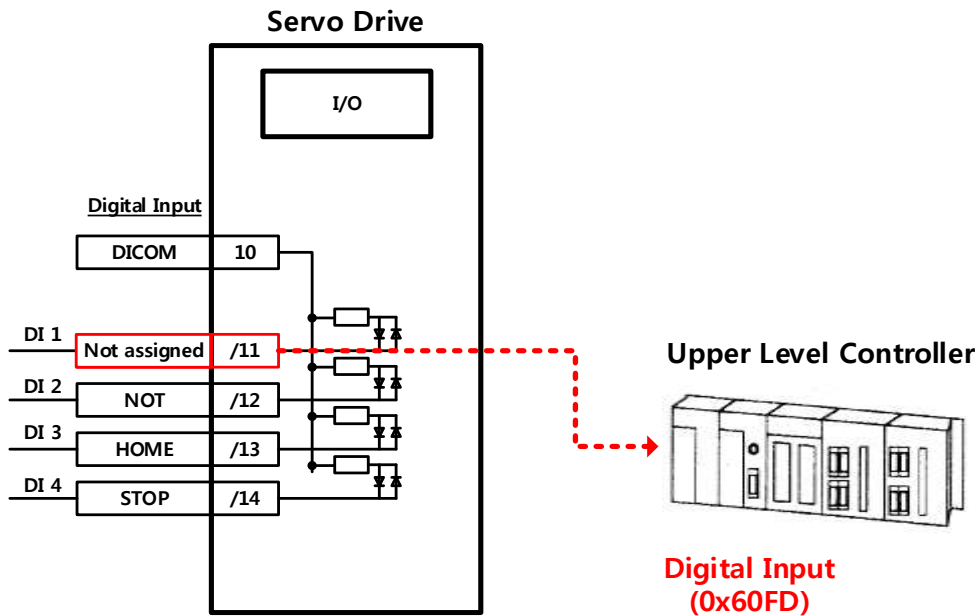 Servo Drive
I/O
Digital Input
DICOM 10
DI 1 Not assigned /11
DI 2 NOT /12
DI 3 HOME /13
DI 4 STOP /14
Upper Level Controller
Digital Input
(0x60FD)